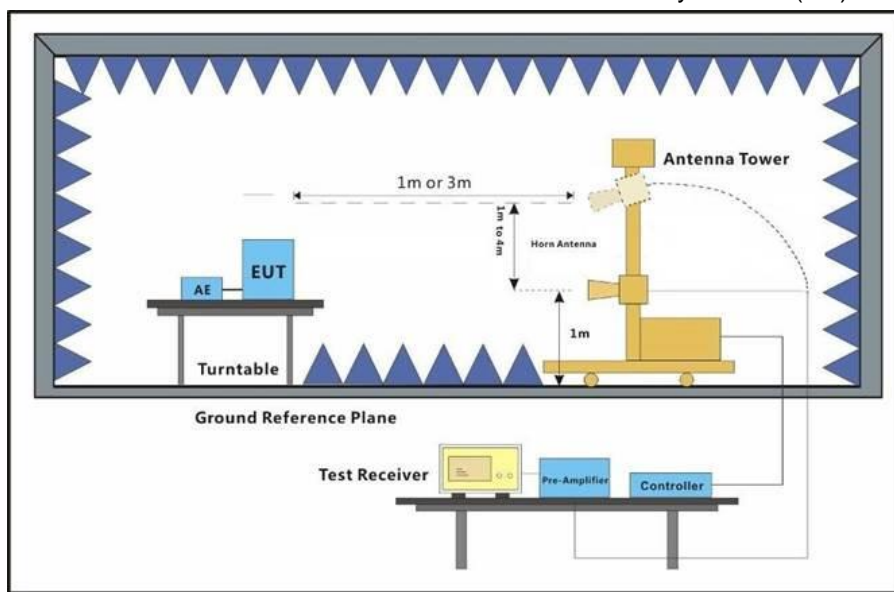 Antenna Tower
1m or 3m
1m to 4m
Horn Antenna
EUT
AE
1m
Turntable
Ground Reference Plane
Test Receiver
Pre-Amplifier
Controller